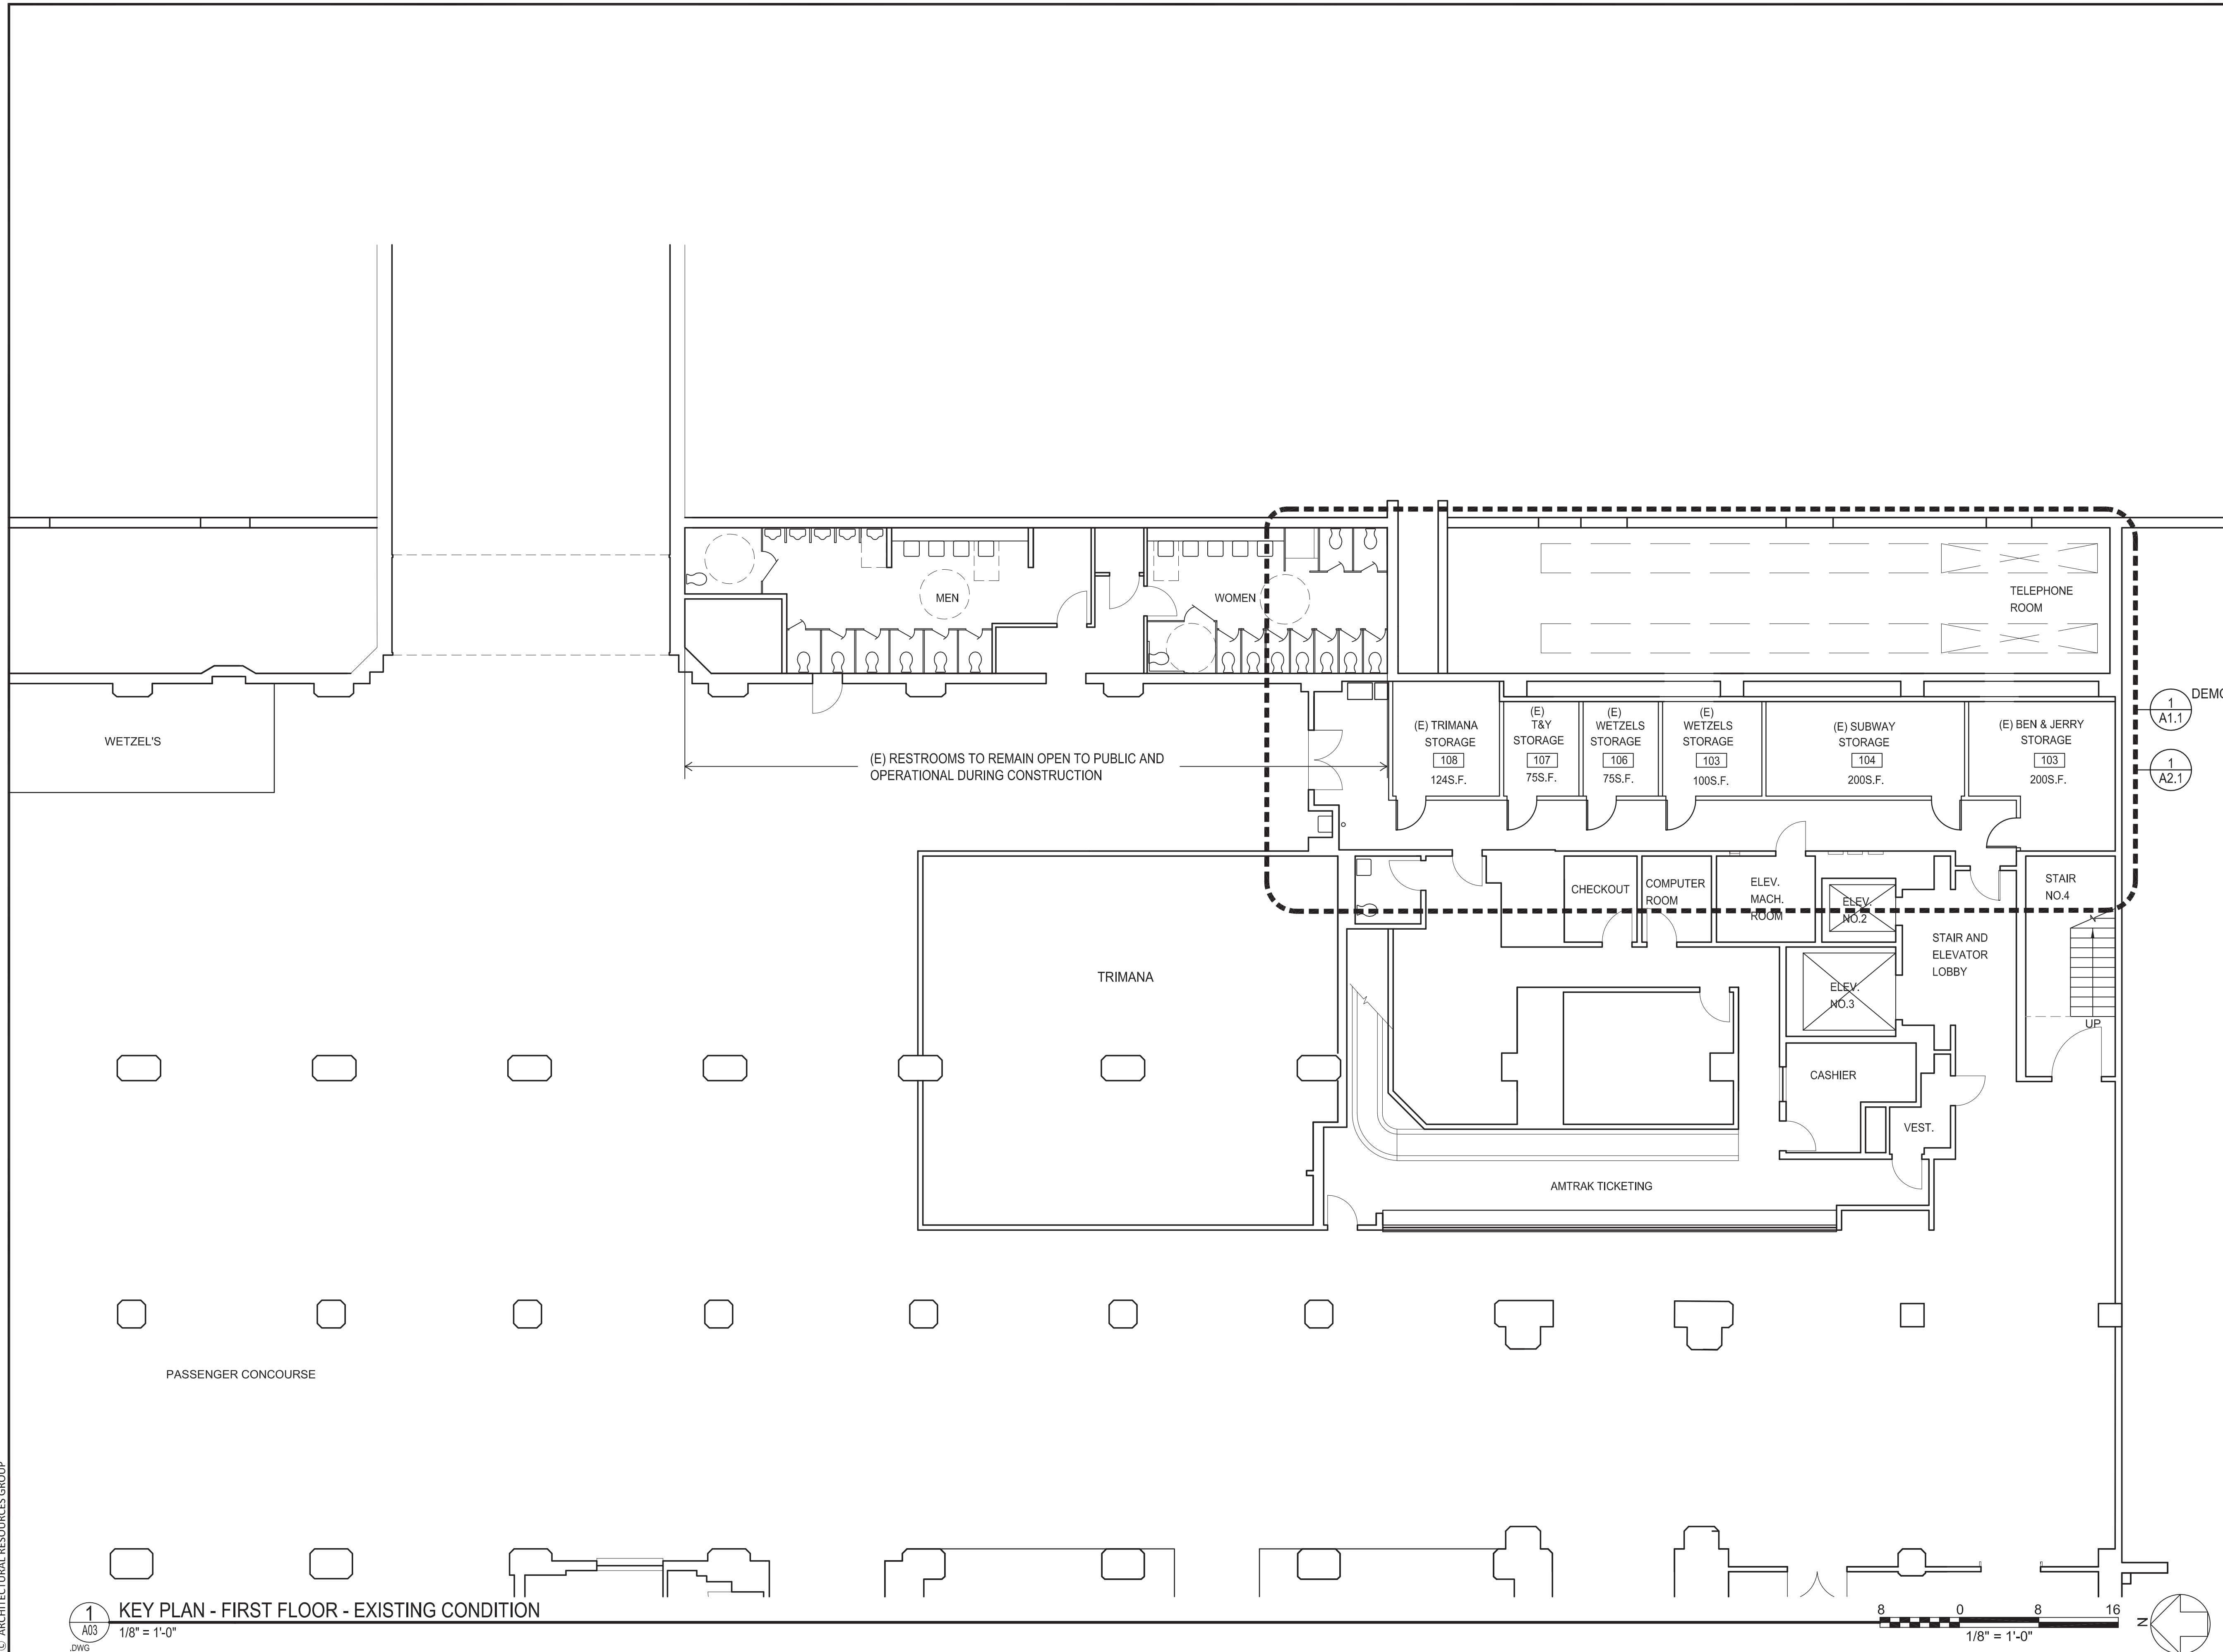 MEN
WOMEN
TELEPHONE
ROOM
WETZEL'S
(E) RESTROOMS TO REMAIN OPEN TO PUBLIC AND
OPERATIONAL DURING CONSTRUCTION
(E) TRIMANA
STORAGE
108
124S.F.
(E)
T&Y
STORAGE
107
75S.F.
(E)
WETZELS
STORAGE
106
75S.F.
(E)
WETZELS
STORAGE
103
100S.F.
(E) SUBWAY
STORAGE
104
200S.F.
(E) BEN & JERRY
STORAGE
103
200S.F.
1
A1.1
DEMO
1
A2.1
CHECKOUT
COMPUTER
ROOM
ELEV.
MACH.
ROOM
ELEV.
NO.2
STAIR
NO.4
STAIR AND
ELEVATOR
LOBBY
TRIMANA
ELEV.
NO.3
UP
CASHIER
VEST.
AMTRAK TICKETING
PASSENGER CONCOURSE
1
A03
KEY PLAN - FIRST FLOOR - EXISTING CONDITION
1/8" = 1'-0"
.DWG
8 0 8 16
1/8" = 1'-0"
N
© ARCHITECTURAL RESOURCES GROUP